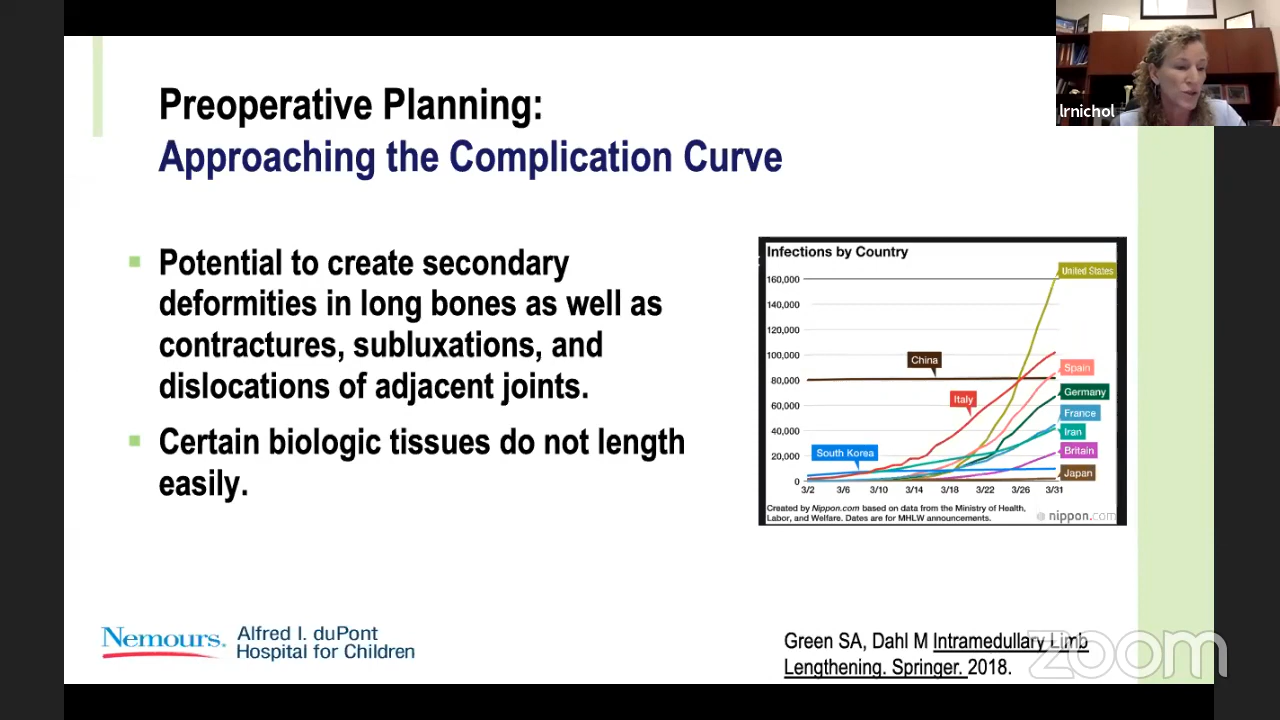 Preoperative Planning:
Approaching the Complication Curve
lrnichol
Potential to create secondary
deformities in long bones as well as
contractures, subluxations, and
dislocations of adjacent joints.
Certain biologic tissues do not length
easily.
Infections by Country
160,000
140,000
120,000
100,000
80,000
60,000
40,000
20,000
0
3/2 3/6 3/10 3/14 3/18 3/22 3/26 3/31
United States
China
Spain
Italy
Germany
France
Iran
South Korea
Britain
Japan
Created by Nippon.com based on data from the Ministry of Health,
Labor, and Welfare. Dates are for MHLW announcements.
nippon.com
Nemours. Alfred I. duPont
Hospital for Children
Green SA, Dahl M Intramedullary Limb
Lengthening. Springer. 2018.
zoom